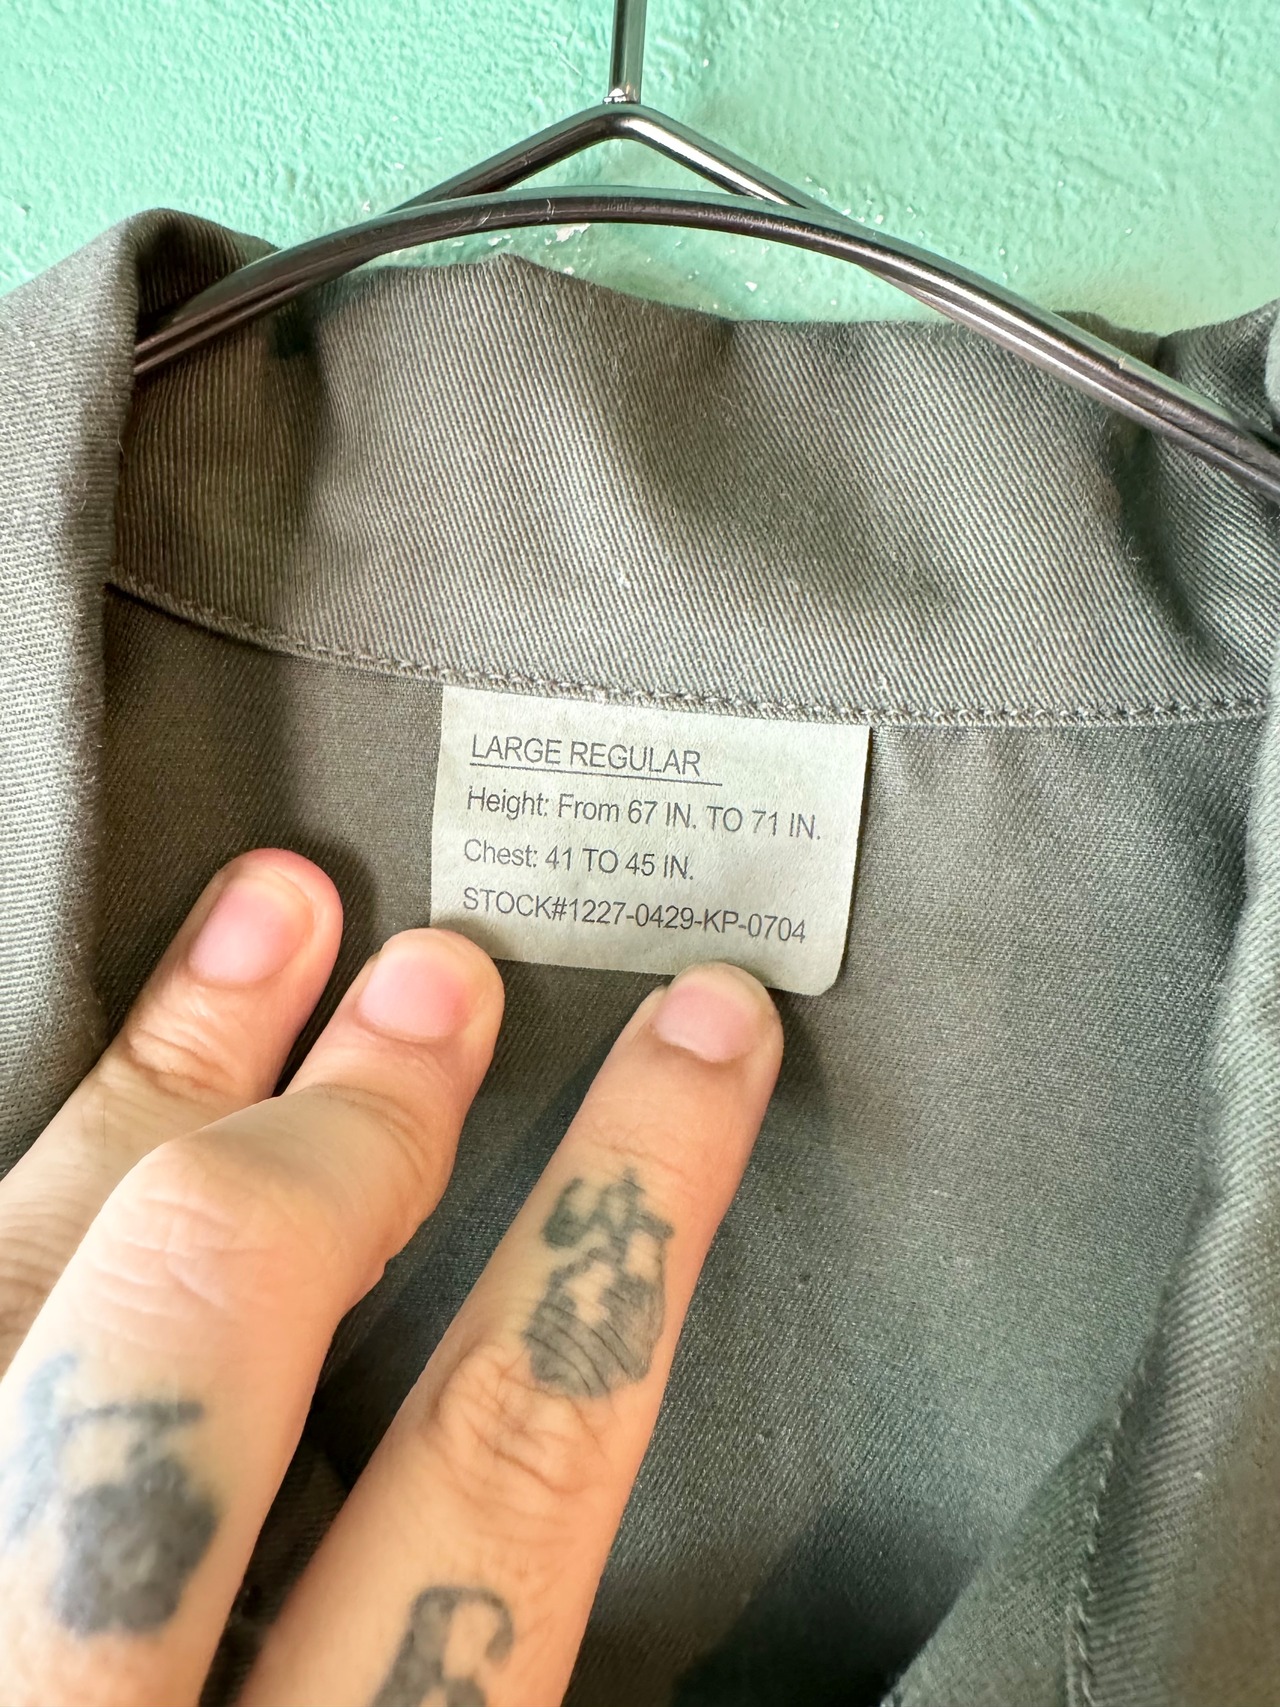 LARGE REGULAR
Height: From 67 IN. TO 71 IN.
Chest: 41 TO 45 IN.
STOCK#1227-0429-KP-0704